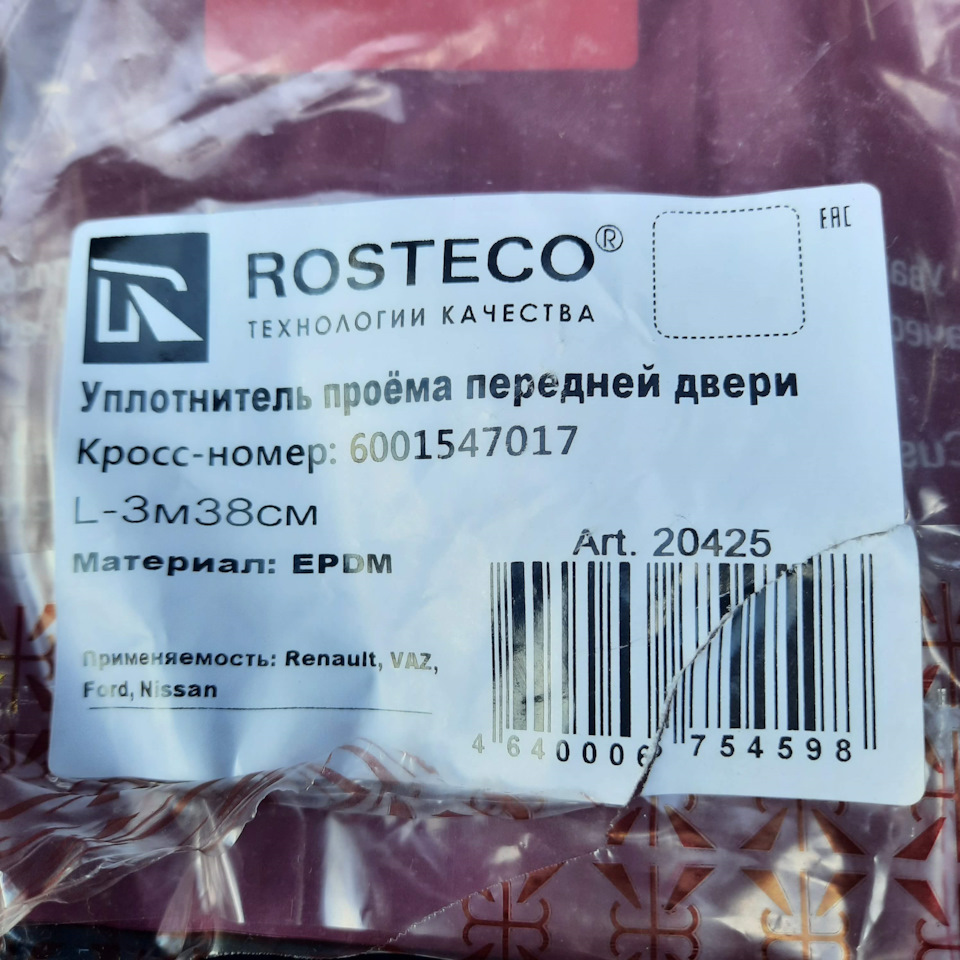 ROSTECO®
EAC
ТЕХНОЛОГИИ КАЧЕСТВА
Уплотнитель проёма передней двери
Кросс-номер: 6001547017
L-3м38см
Материал: EPDM
Art. 20425
Применяемость: Renault, VAZ,
Ford, Nissan
4 640006 754598